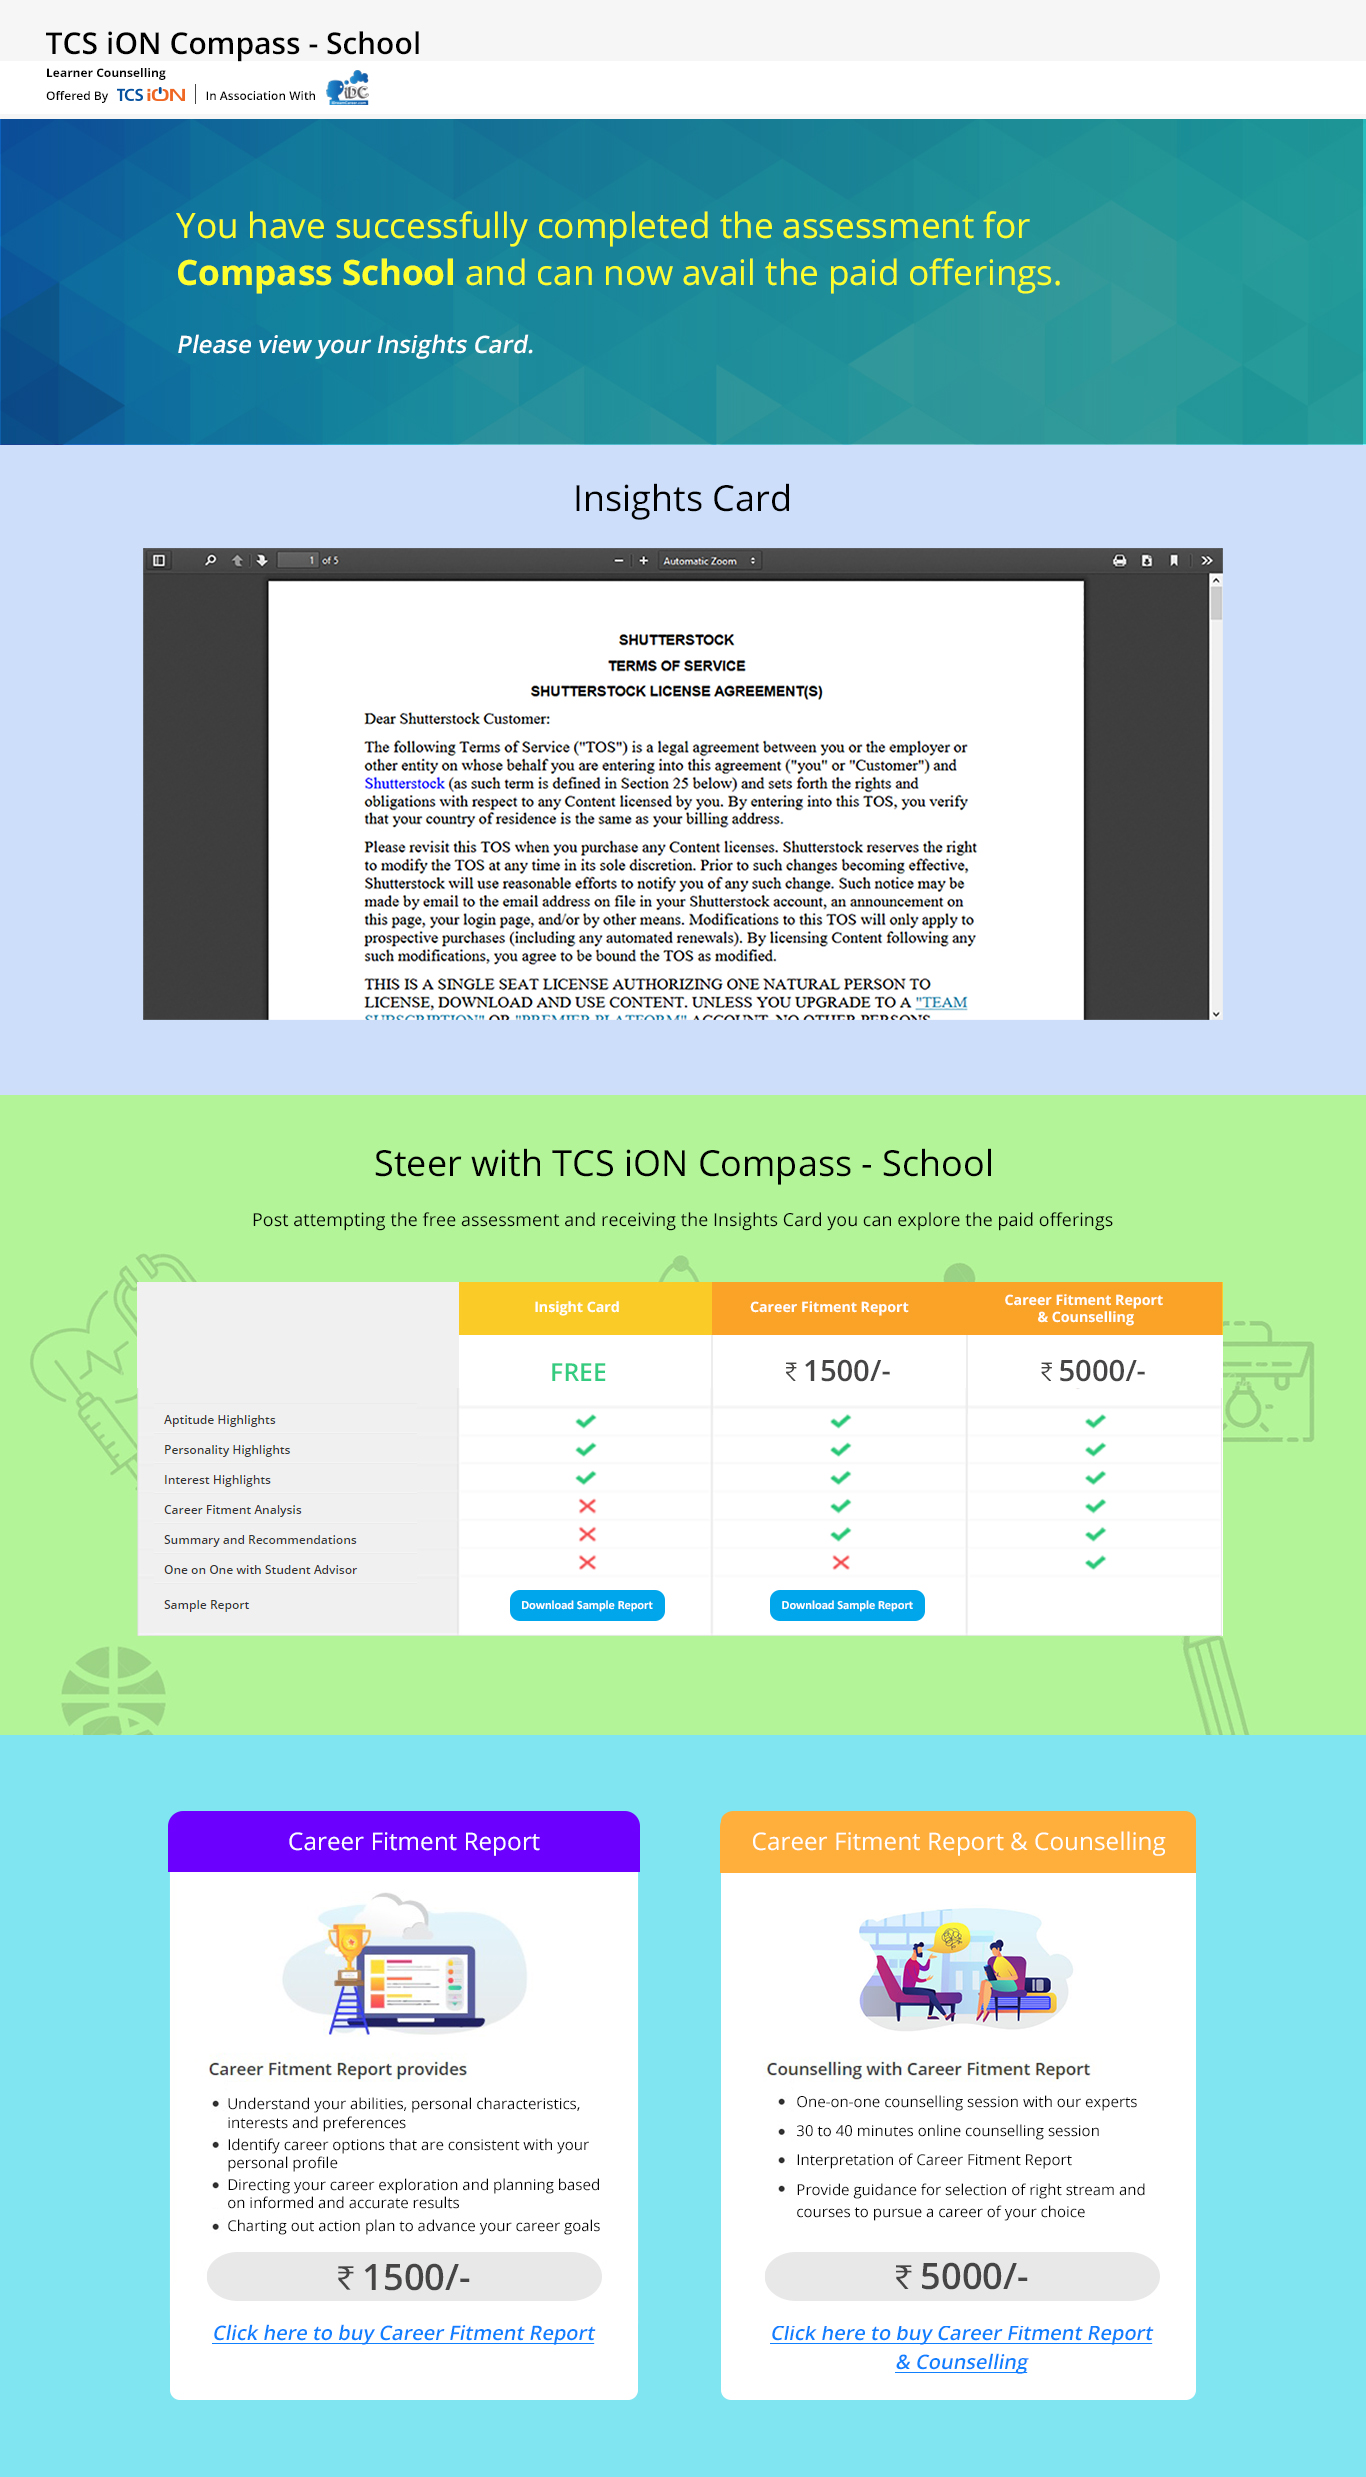 TCS iON Compass - School
Learner Counselling
Offered By TCS iON | In Association With iDC
You have successfully completed the assessment for
Compass School and can now avail the paid offerings.
Please view your Insights Card.
Insights Card
1 of 5
Automatic Zoom
SHUTTERSTOCK
TERMS OF SERVICE
SHUTTERSTOCK LICENSE AGREEMENT(S)
Dear Shutterstock Customer:
The following Terms of Service ("TOS") is a legal agreement between you or the employer or
other entity on whose behalf you are entering into this agreement ("you" or "Customer") and
Shutterstock (as such term is defined in Section 25 below) and sets forth the rights and
obligations with respect to any Content licensed by you. By entering into this TOS, you verify
that your country of residence is the same as your billing address.
Please revisit this TOS when you purchase any Content licenses. Shutterstock reserves the right
to modify the TOS at any time in its sole discretion. Prior to such changes becoming effective,
Shutterstock will use reasonable efforts to notify you of any such change. Such notice may be
made by email to the email address on file in your Shutterstock account, an announcement on
this page, your login page, and/or by other means. Modifications to this TOS will only apply to
prospective purchases (including any automated renewals). By licensing Content following any
such modifications, you agree to be bound the TOS as modified.
THIS IS A SINGLE SEAT LICENSE AUTHORIZING ONE NATURAL PERSON TO
LICENSE, DOWNLOAD AND USE CONTENT. UNLESS YOU UPGRADE TO A "TEAM
SUBSCRIPTION" OR "PREMIER PLATFORM" ACCOUNT, NO OTHER PERSONS
Steer with TCS iON Compass - School
Post attempting the free assessment and receiving the Insights Card you can explore the paid offerings
Insight Card
Career Fitment Report
Career Fitment Report
& Counselling
FREE
₹ 1500/-
₹ 5000/-
Aptitude Highlights
Personality Highlights
Interest Highlights
Career Fitment Analysis
Summary and Recommendations
One on One with Student Advisor
Sample Report
Download Sample Report
Download Sample Report
Career Fitment Report
Career Fitment Report provides
• Understand your abilities, personal characteristics,
interests and preferences
• Identify career options that are consistent with your
personal profile
• Directing your career exploration and planning based
on informed and accurate results
• Charting out action plan to advance your career goals
₹ 1500/-
Click here to buy Career Fitment Report
Career Fitment Report & Counselling
Counselling with Career Fitment Report
• One-on-one counselling session with our experts
• 30 to 40 minutes online counselling session
• Interpretation of Career Fitment Report
• Provide guidance for selection of right stream and
courses to pursue a career of your choice
₹ 5000/-
Click here to buy Career Fitment Report
& Counselling